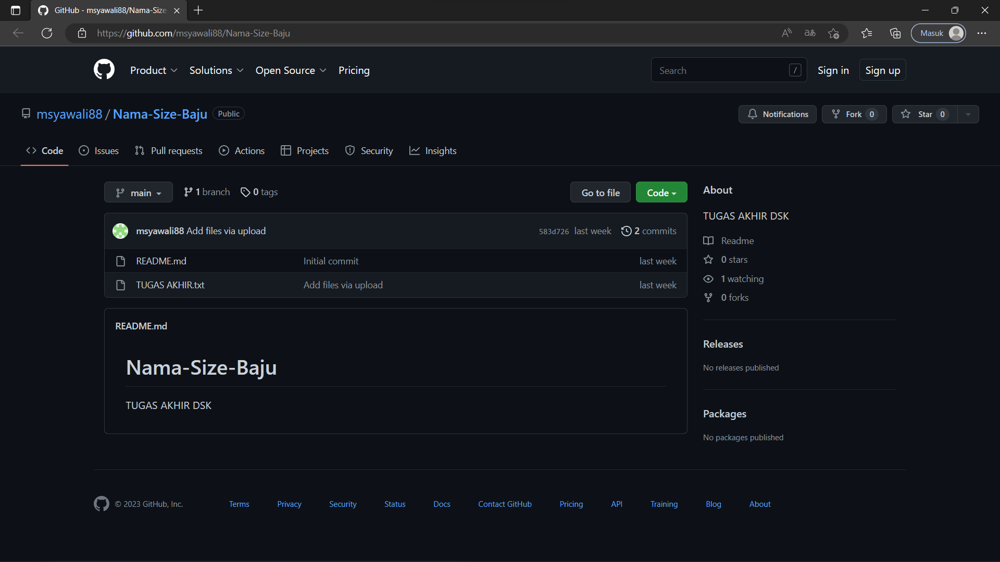 GitHub - msyawali88/Nama-Size-
https://github.com/msyawali88/Nama-Size-Baju
aあ
Masuk
Product
Solutions
Open Source
Pricing
Search
/
Sign in
Sign up
msyawali88 / Nama-Size-Baju
Public
Notifications
Fork 0
Star 0
Code
Issues
Pull requests
Actions
Projects
Security
Insights
main
1 branch
0 tags
Go to file
Code
msyawali88 Add files via upload
583d726 last week
2 commits
README.md
Initial commit
last week
TUGAS AKHIR.txt
Add files via upload
last week
README.md
Nama-Size-Baju
TUGAS AKHIR DSK
About
TUGAS AKHIR DSK
Readme
0 stars
1 watching
0 forks
Releases
No releases published
Packages
No packages published
© 2023 GitHub, Inc.
Terms
Privacy
Security
Status
Docs
Contact GitHub
Pricing
API
Training
Blog
About